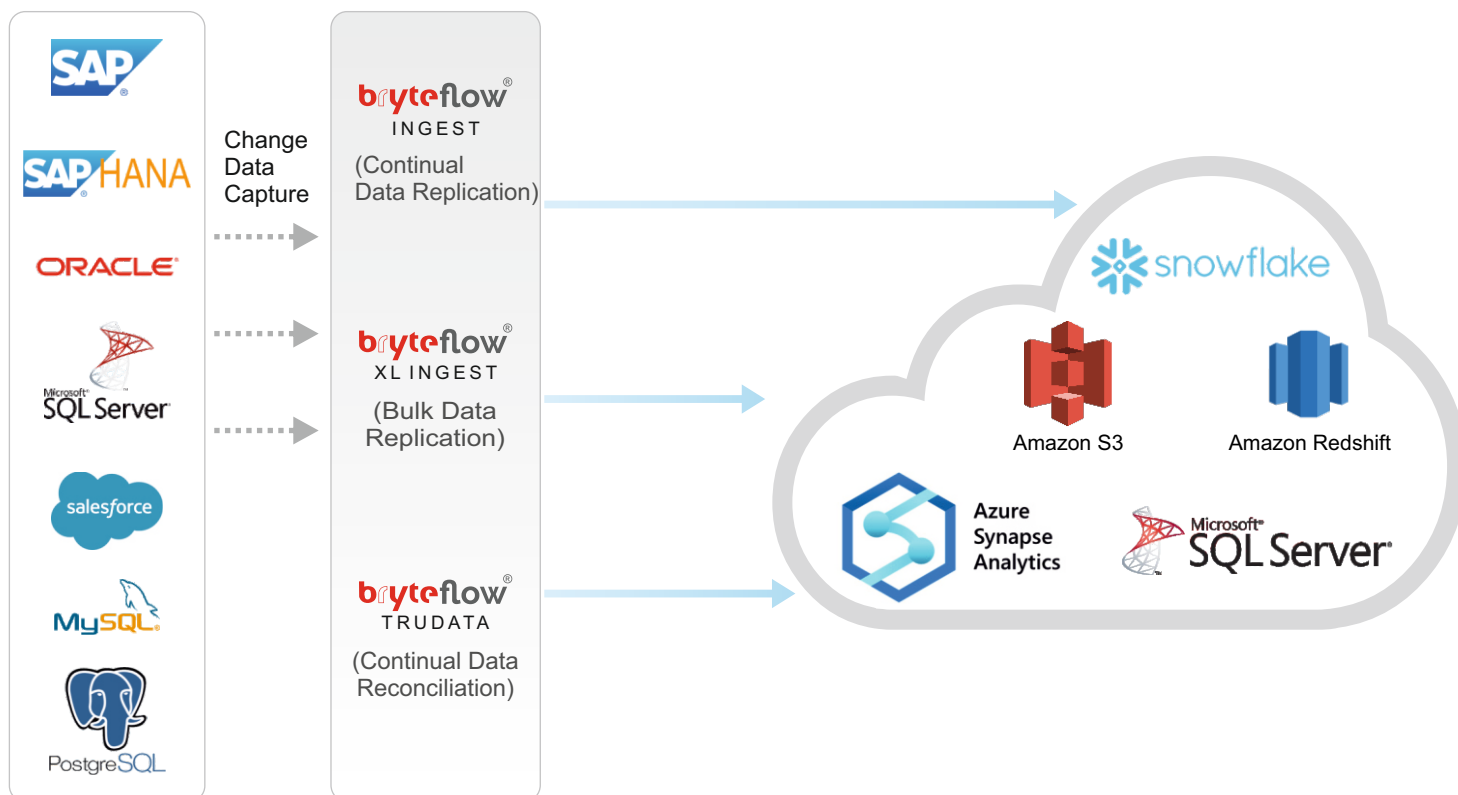 SAP®
SAP® HANA
ORACLE®
Microsoft®
SQL Server®
salesforce
MySQL®
PostgreSQL
Change
Data
Capture
bryteflow®
INGEST
(Continual
Data Replication)
bryteflow®
XL INGEST
(Bulk Data
Replication)
bryteflow®
TRUDATA
(Continual Data
Reconciliation)
snowflake
Amazon S3
Amazon Redshift
Azure
Synapse
Analytics
Microsoft®
SQL Server®
™